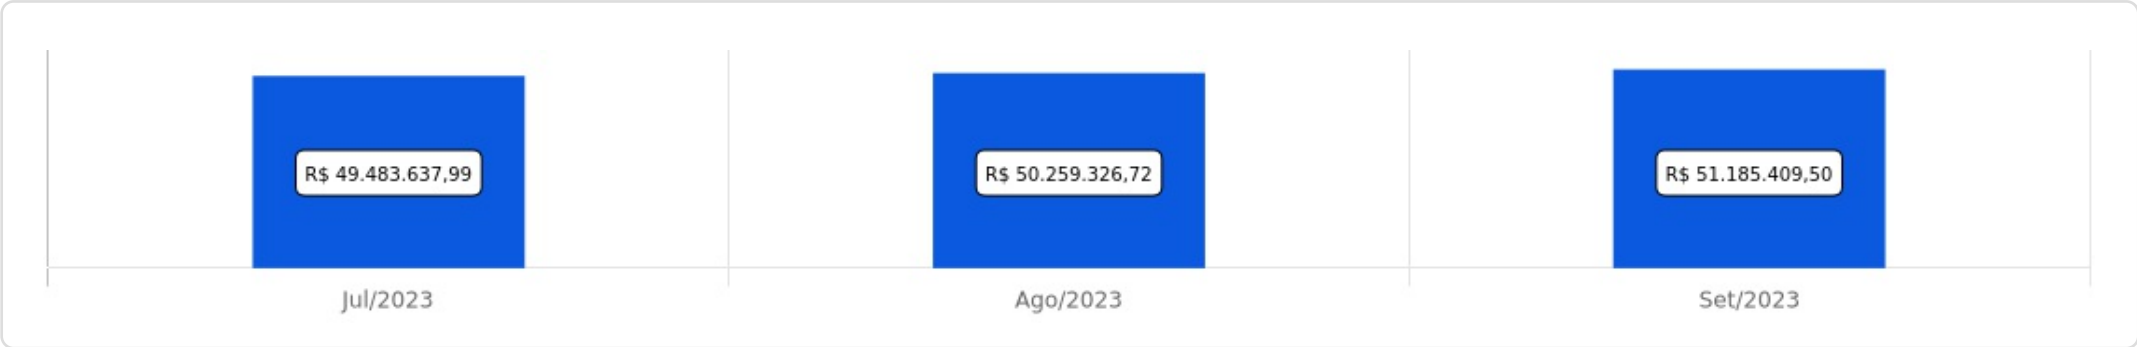 R$ 49.483.637,99
R$ 50.259.326,72
R$ 51.185.409,50
Jul/2023
Ago/2023
Set/2023